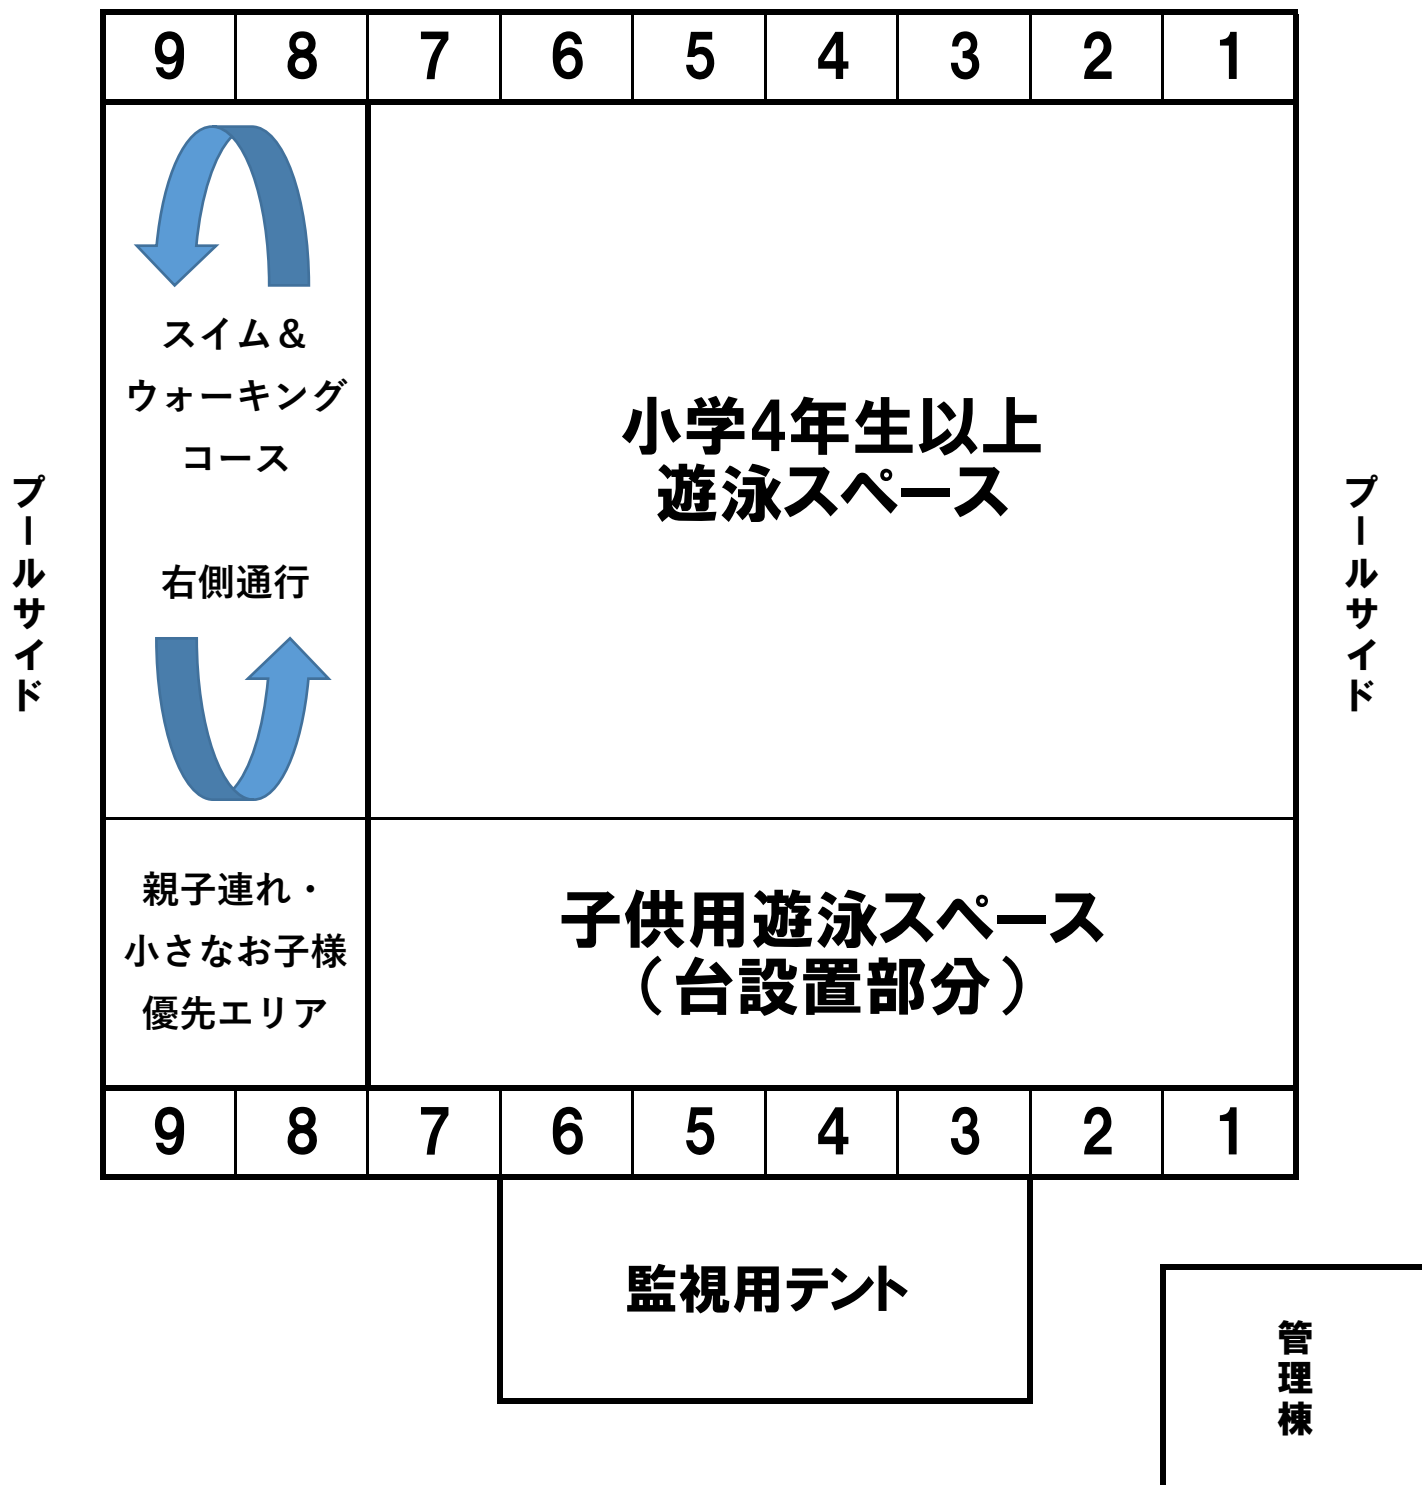 9 8 7 6 5 4 3 2 1
スイム＆
ウォーキング
コース
右側通行
小学4年生以上
遊泳スペース
プールサイド
プールサイド
親子連れ・
小さなお子様
優先エリア
子供用遊泳スペース
（台設置部分）
9 8 7 6 5 4 3 2 1
監視用テント
管理棟